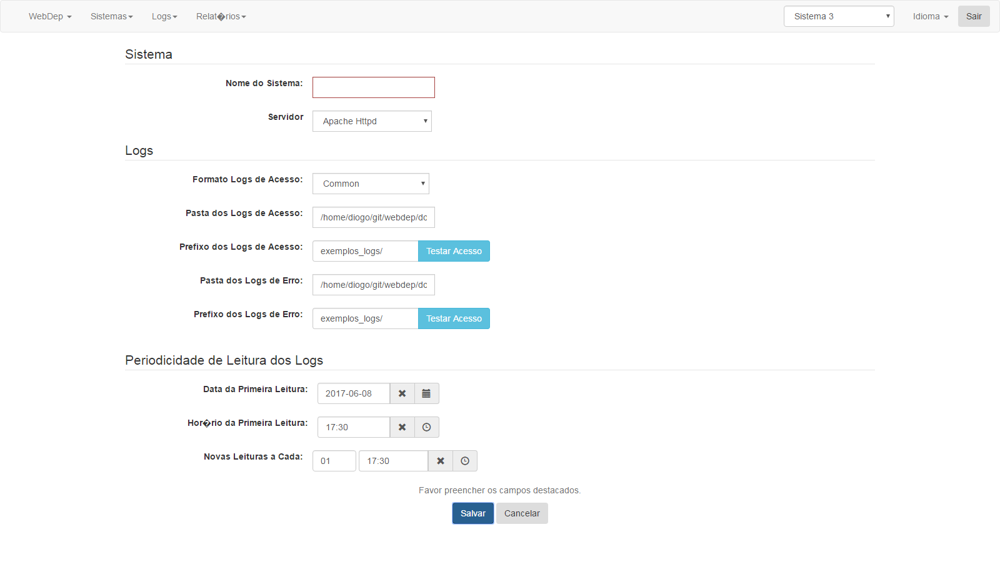 WebDep Sistemas Logs Relat�rios Sistema 3 Idioma Sair
Sistema
Nome do Sistema:
Servidor Apache Httpd
Logs
Formato Logs de Acesso: Common
Pasta dos Logs de Acesso: /home/diogo/git/webdep/dc
Prefixo dos Logs de Acesso: exemplos_logs/ Testar Acesso
Pasta dos Logs de Erro: /home/diogo/git/webdep/dc
Prefixo dos Logs de Erro: exemplos_logs/ Testar Acesso
Periodicidade de Leitura dos Logs
Data da Primeira Leitura: 2017-06-08
Hor�rio da Primeira Leitura: 17:30
Novas Leituras a Cada: 01 17:30
Favor preencher os campos destacados.
Salvar Cancelar